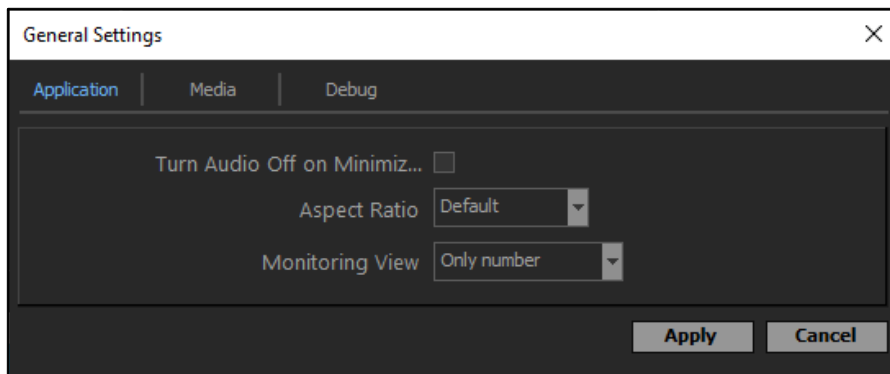 General Settings
Application Media Debug
Turn Audio Off on Minimiz...
Aspect Ratio Default
Monitoring View Only number
Apply Cancel